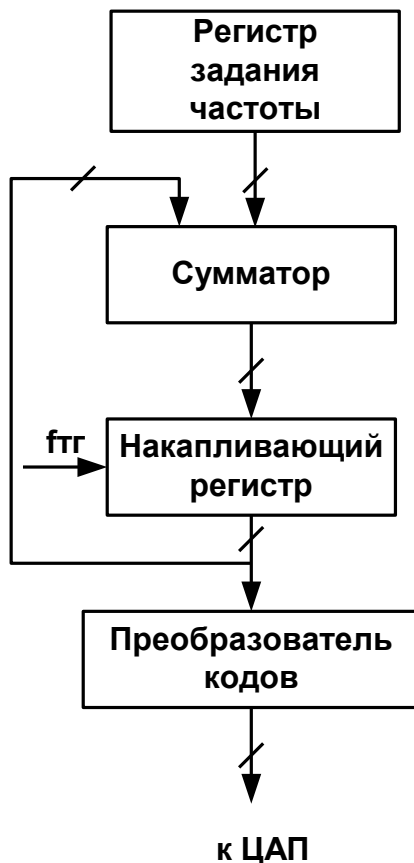 Регистр
задания
частоты
Сумматор
fтг
Накапливающий
регистр
Преобразователь
кодов
к ЦАП